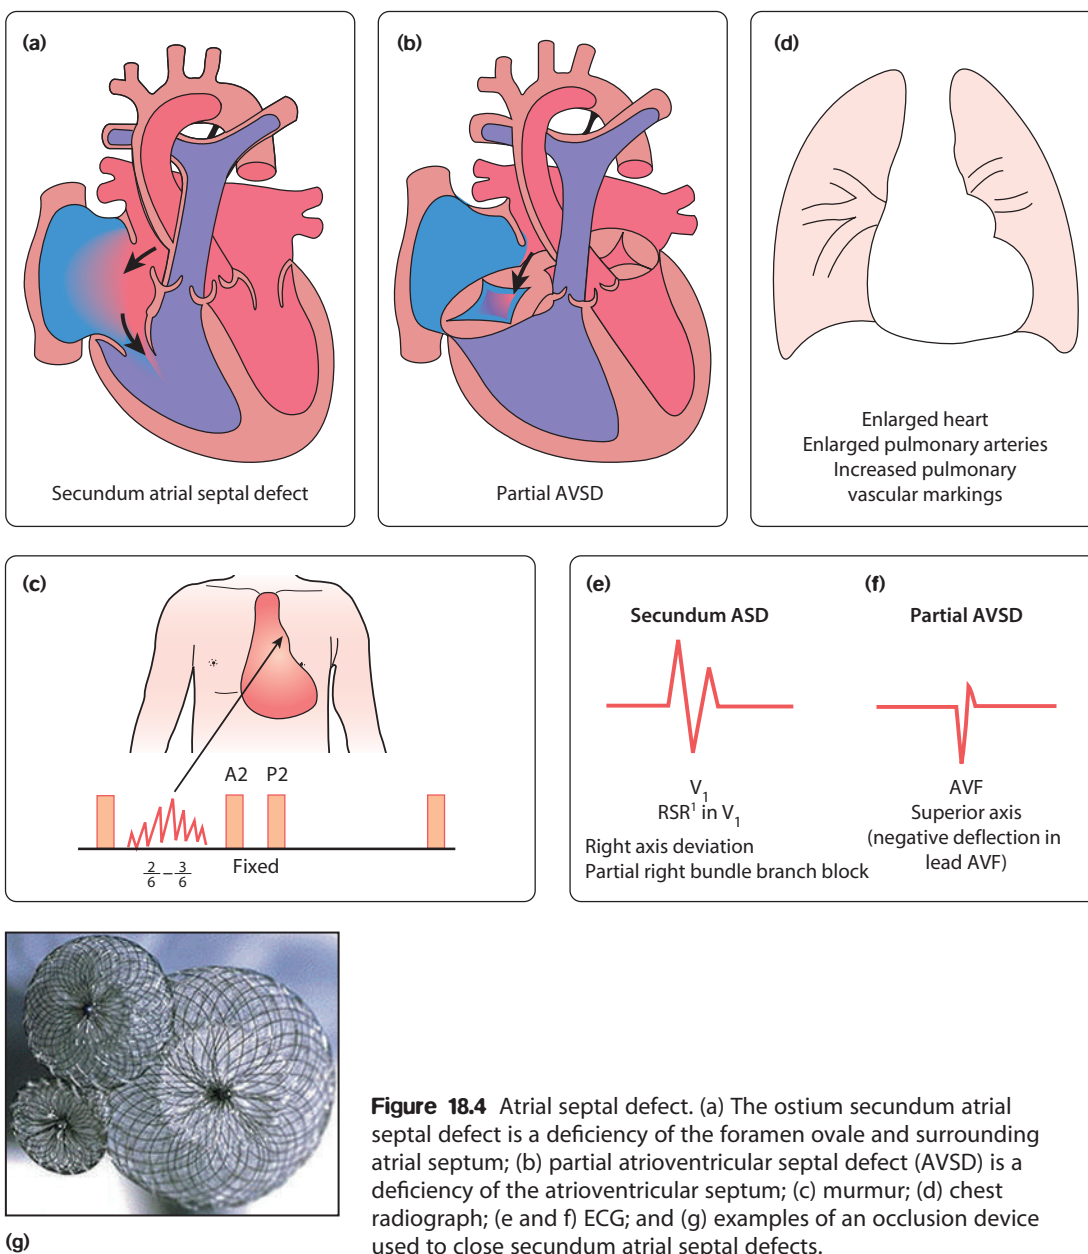 (a)
Secundum atrial septal defect
(b)
Partial AVSD
(d)
Enlarged heart
Enlarged pulmonary arteries
Increased pulmonary
vascular markings
(c)
A2 P2
2/6 – 3/6
Fixed
(e)
Secundum ASD
V1
RSR¹ in V1
Right axis deviation
Partial right bundle branch block
(f)
Partial AVSD
AVF
Superior axis
(negative deflection in
lead AVF)
(g)
Figure 18.4 Atrial septal defect. (a) The ostium secundum atrial
septal defect is a deficiency of the foramen ovale and surrounding
atrial septum; (b) partial atrioventricular septal defect (AVSD) is a
deficiency of the atrioventricular septum; (c) murmur; (d) chest
radiograph; (e and f) ECG; and (g) examples of an occlusion device
used to close secundum atrial septal defects.